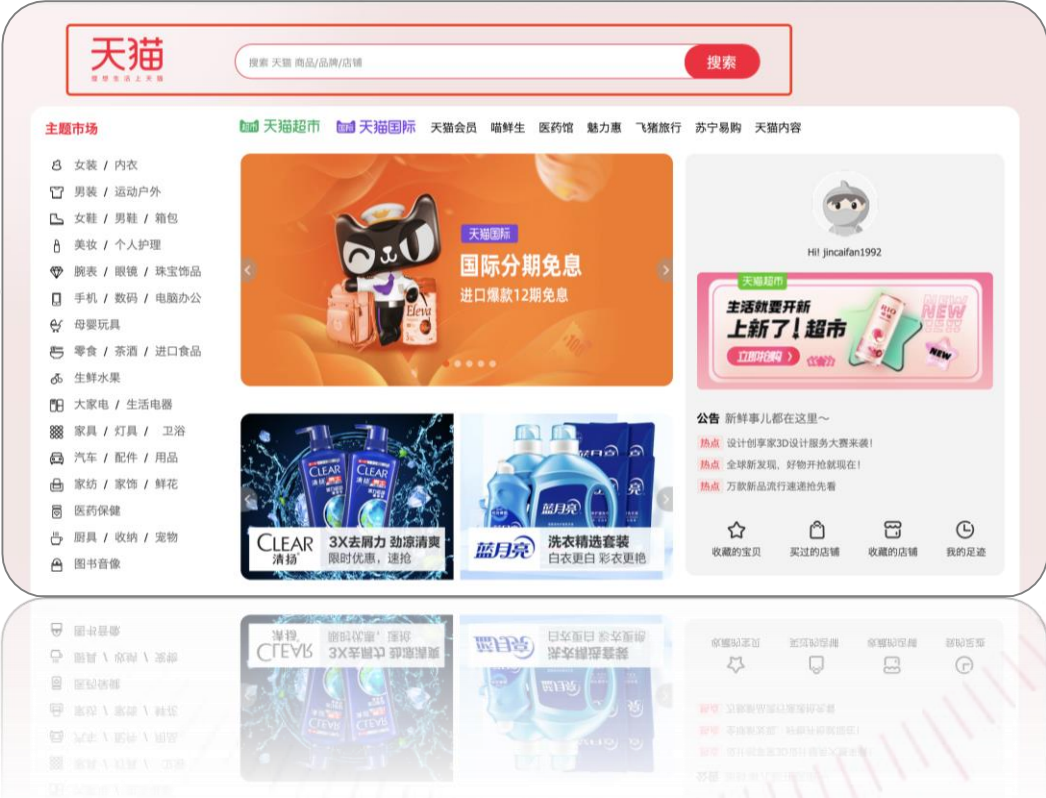 天猫
理想生活上天猫
搜索 天猫 商品/品牌/店铺
搜索
主题市场
女装 / 内衣
男装 / 运动户外
女鞋 / 男鞋 / 箱包
美妆 / 个人护理
腕表 / 眼镜 / 珠宝饰品
手机 / 数码 / 电脑办公
母婴玩具
零食 / 茶酒 / 进口食品
生鲜水果
大家电 / 生活电器
家具 / 灯具 / 卫浴
汽车 / 配件 / 用品
家纺 / 家饰 / 鲜花
医药保健
厨具 / 收纳 / 宠物
图书音像
天猫超市 天猫国际 天猫会员 喵鲜生 医药馆 魅力惠 飞猪旅行 苏宁易购 天猫内容
天猫国际
国际分期免息
进口爆款12期免息
Eleva
CLEAR
CLEAR
CLEAR
清扬
3X去屑力 劲凉清爽
限时优惠，速抢
蓝月亮
蓝月亮
洗衣精选套装
白衣更白 彩衣更艳
Hi! jincaifan1992
天猫超市
生活就要开新
上新了！超市
立即抢购
RIO
NEW
NEW
公告 新鲜事儿都在这里～
热点 设计创享家3D设计服务大赛来袭！
热点 全球新发现，好物开抢就现在！
热点 万款新品流行速递抢先看
收藏的宝贝 买过的店铺 收藏的店铺 我的足迹